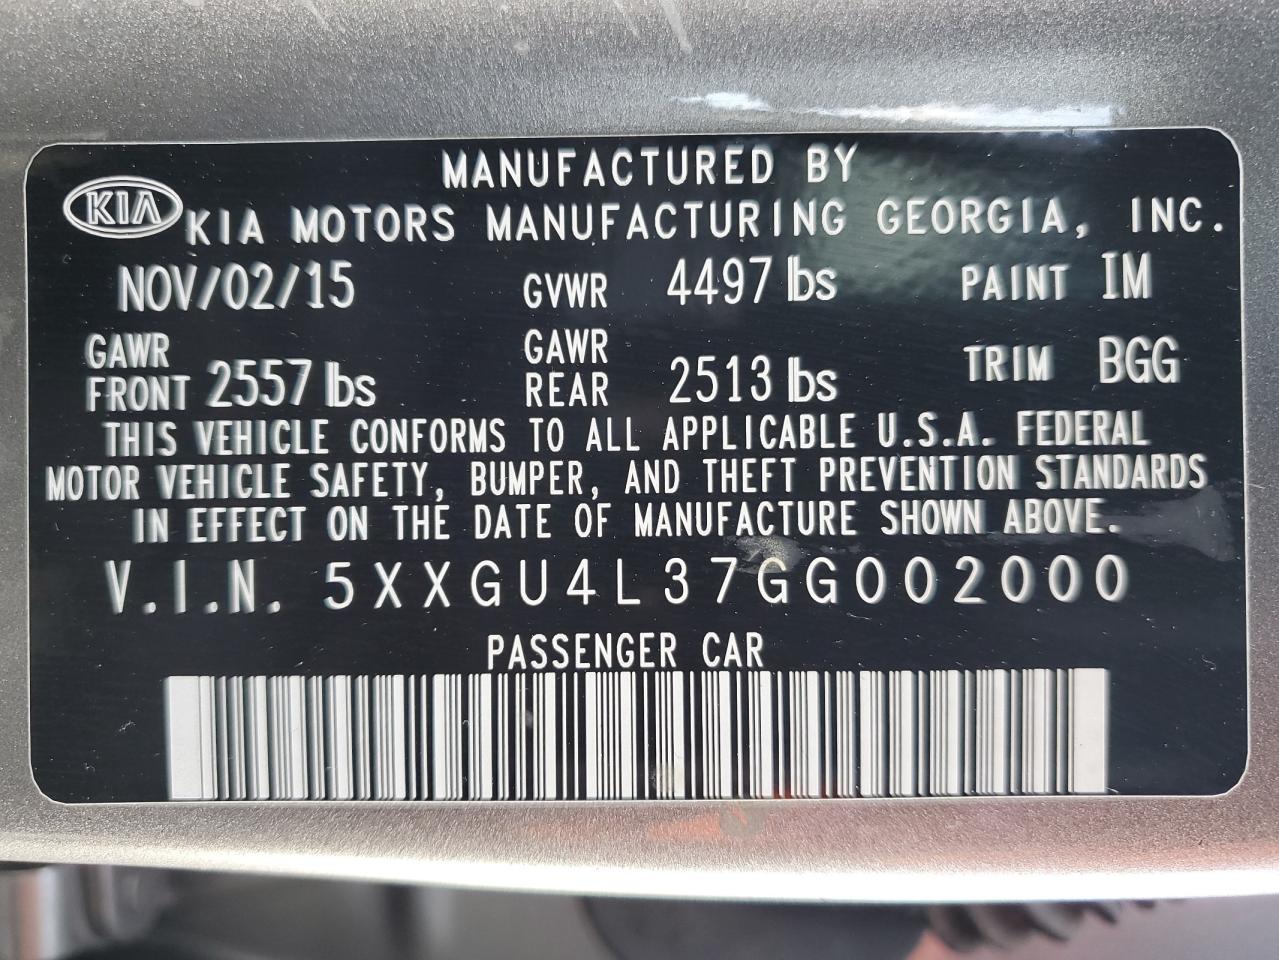 MANUFACTURED BY
KIA KIA MOTORS MANUFACTURING GEORGIA, INC.
NOV/02/15 GVWR 4497 lbs PAINT IM
GAWR FRONT 2557 lbs GAWR REAR 2513 lbs TRIM BGG
THIS VEHICLE CONFORMS TO ALL APPLICABLE U.S.A. FEDERAL
MOTOR VEHICLE SAFETY, BUMPER, AND THEFT PREVENTION STANDARDS
IN EFFECT ON THE DATE OF MANUFACTURE SHOWN ABOVE.
V.I.N. 5XXGU4L37GG002000
PASSENGER CAR